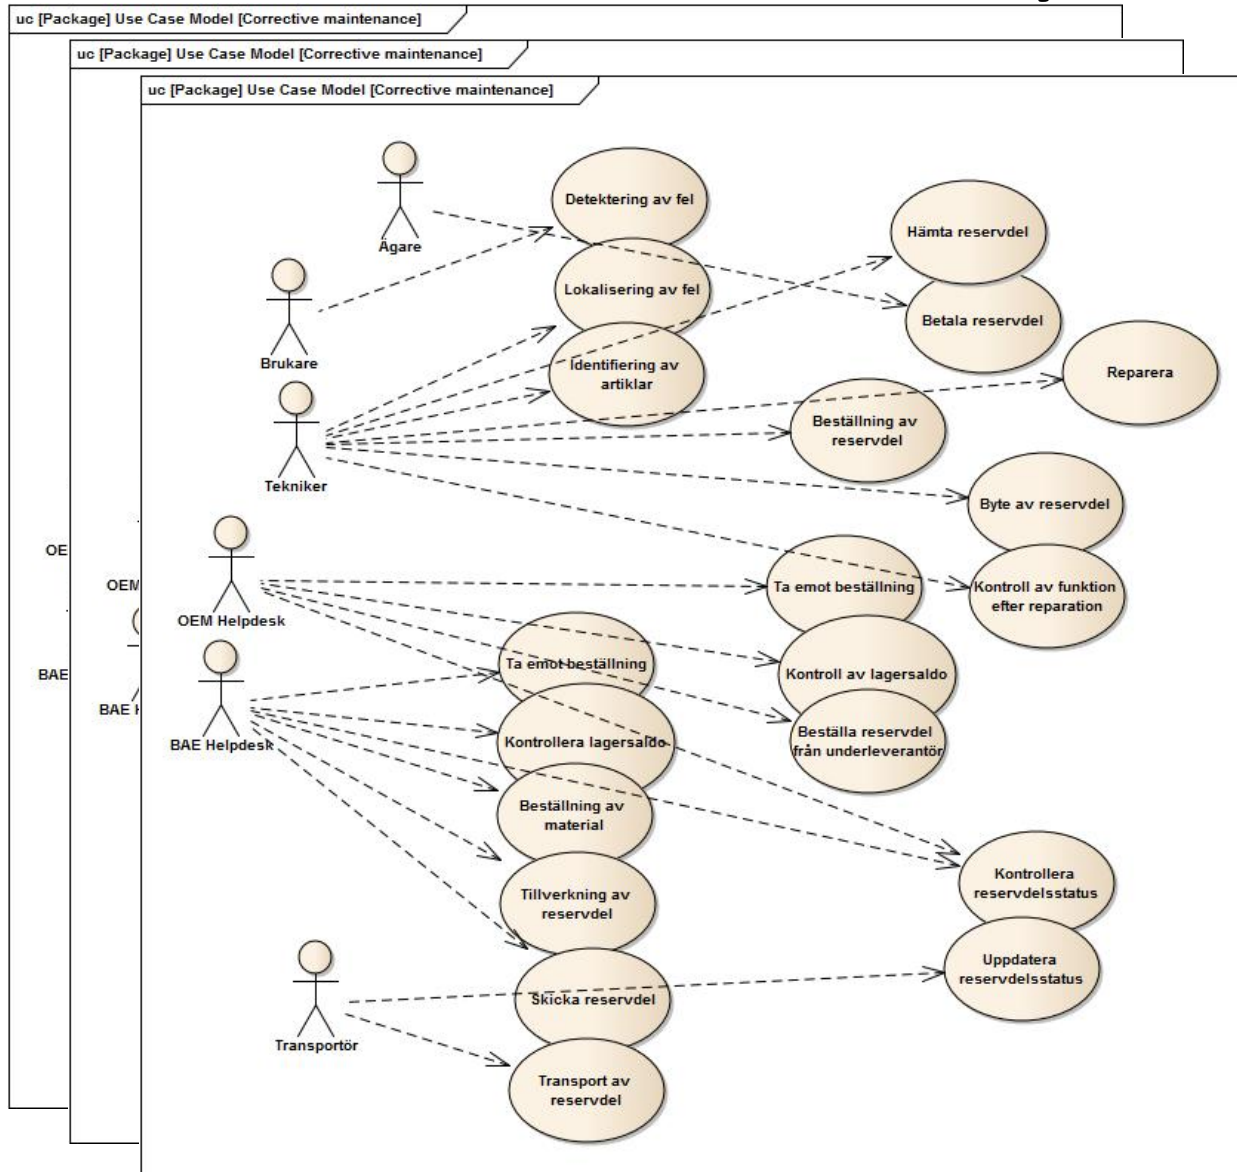 uc [Package] Use Case Model [Corrective maintenance]
uc [Package] Use Case Model [Corrective maintenance]
uc [Package] Use Case Model [Corrective maintenance]
Ägare
Detektering av fel
Hämta reservdel
Brukare
Lokalisering av fel
Betala reservdel
Identifiering av
artiklar
Reparera
Tekniker
Beställning av
reservdel
Byte av reservdel
OE
OEM
OEM Helpdesk
Ta emot beställning
Kontroll av funktion
efter reparation
BAE
BAE H
BAE Helpdesk
Ta emot beställning
Kontroll av lagersaldo
Kontrollera lagersaldo
Beställa reservdel
från underleverantör
Beställning av
material
Kontrollera
reservdelsstatus
Tillverkning av
reservdel
Uppdatera
reservdelsstatus
Transportör
Skicka reservdel
Transport av
reservdel